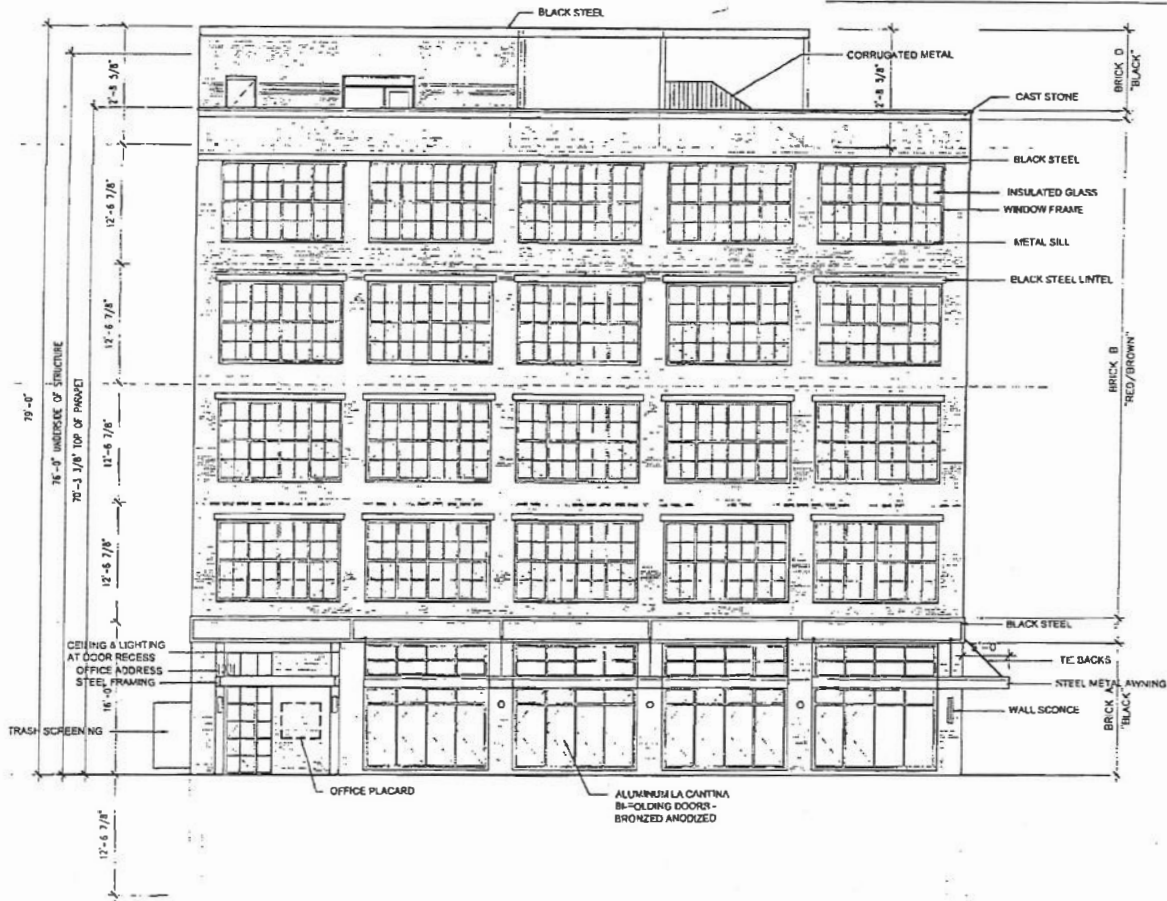 BLACK STEEL
CORRUGATED METAL
CAST STONE
BLACK STEEL
INSULATED GLASS
WINDOW FRAME
METAL SILL
BLACK STEEL LINTEL
BLACK STEEL
TIE BACKS
STEEL METAL AWNING
WALL SCONCE
BRICK D
"BLACK"
BRICK B
"RED/BROWN"
BRICK A
"BLACK"
79'-0"
76'-0" UNDERSIDE OF STRUCTURE
70'-3 3/8" TOP OF PARAPET
12'-8 5/8"
12'-6 7/8"
12'-6 7/8"
12'-6 7/8"
12'-6 7/8"
16'-0"
12'-6 7/8"
CEILING & LIGHTING
AT DOOR RECESS
OFFICE ADDRESS
STEEL FRAMING
TRASH SCREENING
OFFICE PLACARD
ALUMINUM LA CANTINA
BI-FOLDING DOORS -
BRONZED ANODIZED